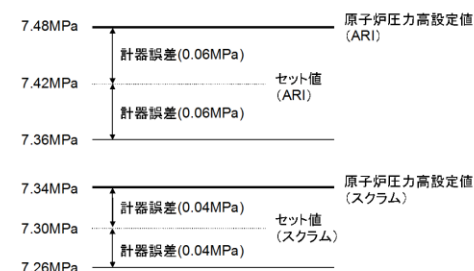 7.48MPa
原子炉圧力高設定値
(ARI)
計器誤差(0.06MPa)
7.42MPa
セット値
(ARI)
計器誤差(0.06MPa)
7.36MPa
7.34MPa
原子炉圧力高設定値
(スクラム)
計器誤差(0.04MPa)
7.30MPa
セット値
(スクラム)
計器誤差(0.04MPa)
7.26MPa